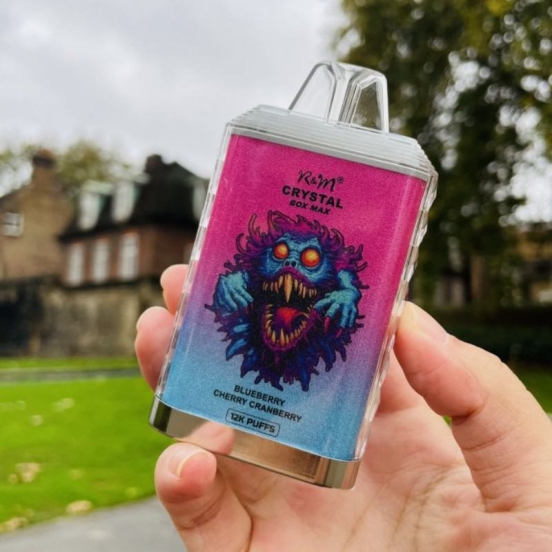 R&M®
CRYSTAL
BOX MAX
BLUEBERRY
CHERRY CRANBERRY
12K PUFFS